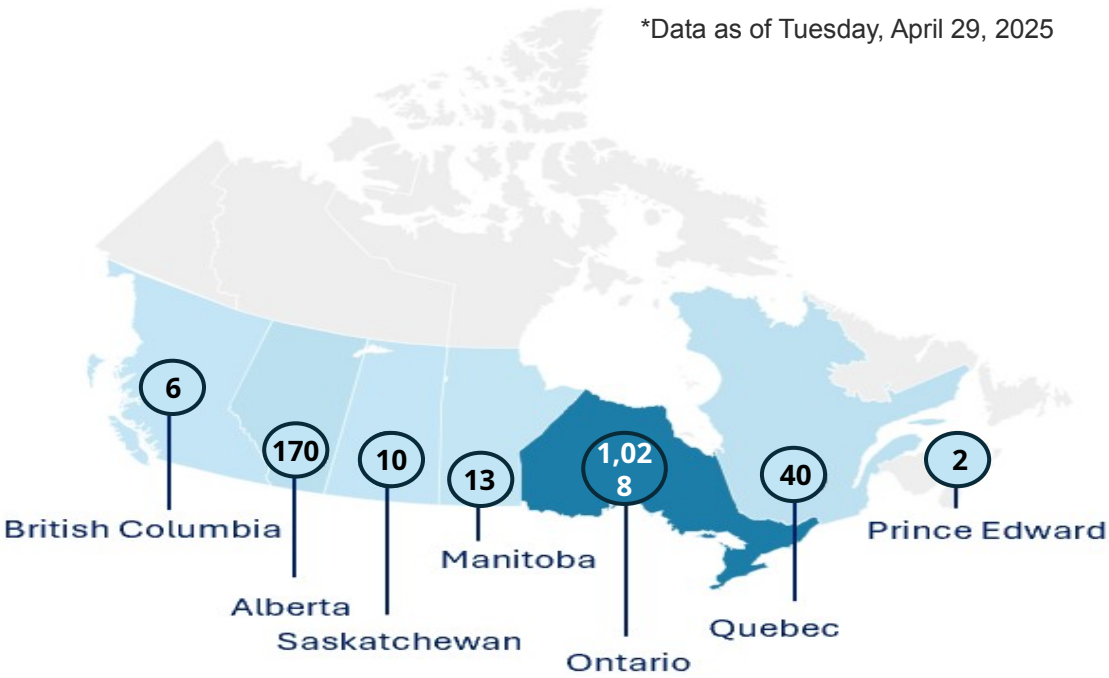 *Data as of Tuesday, April 29, 2025
6
170
10
13
1,02
8
40
2
British Columbia
Prince Edward
Manitoba
Alberta
Quebec
Saskatchewan
Ontario